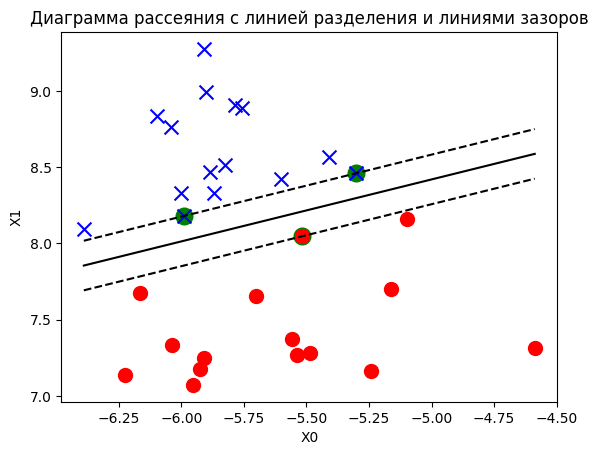 Диаграмма рассеяния с линией разделения и линиями зазоров
X1
9.0
8.5
8.0
7.5
7.0
−6.25 −6.00 −5.75 −5.50 −5.25 −5.00 −4.75 −4.50
X0